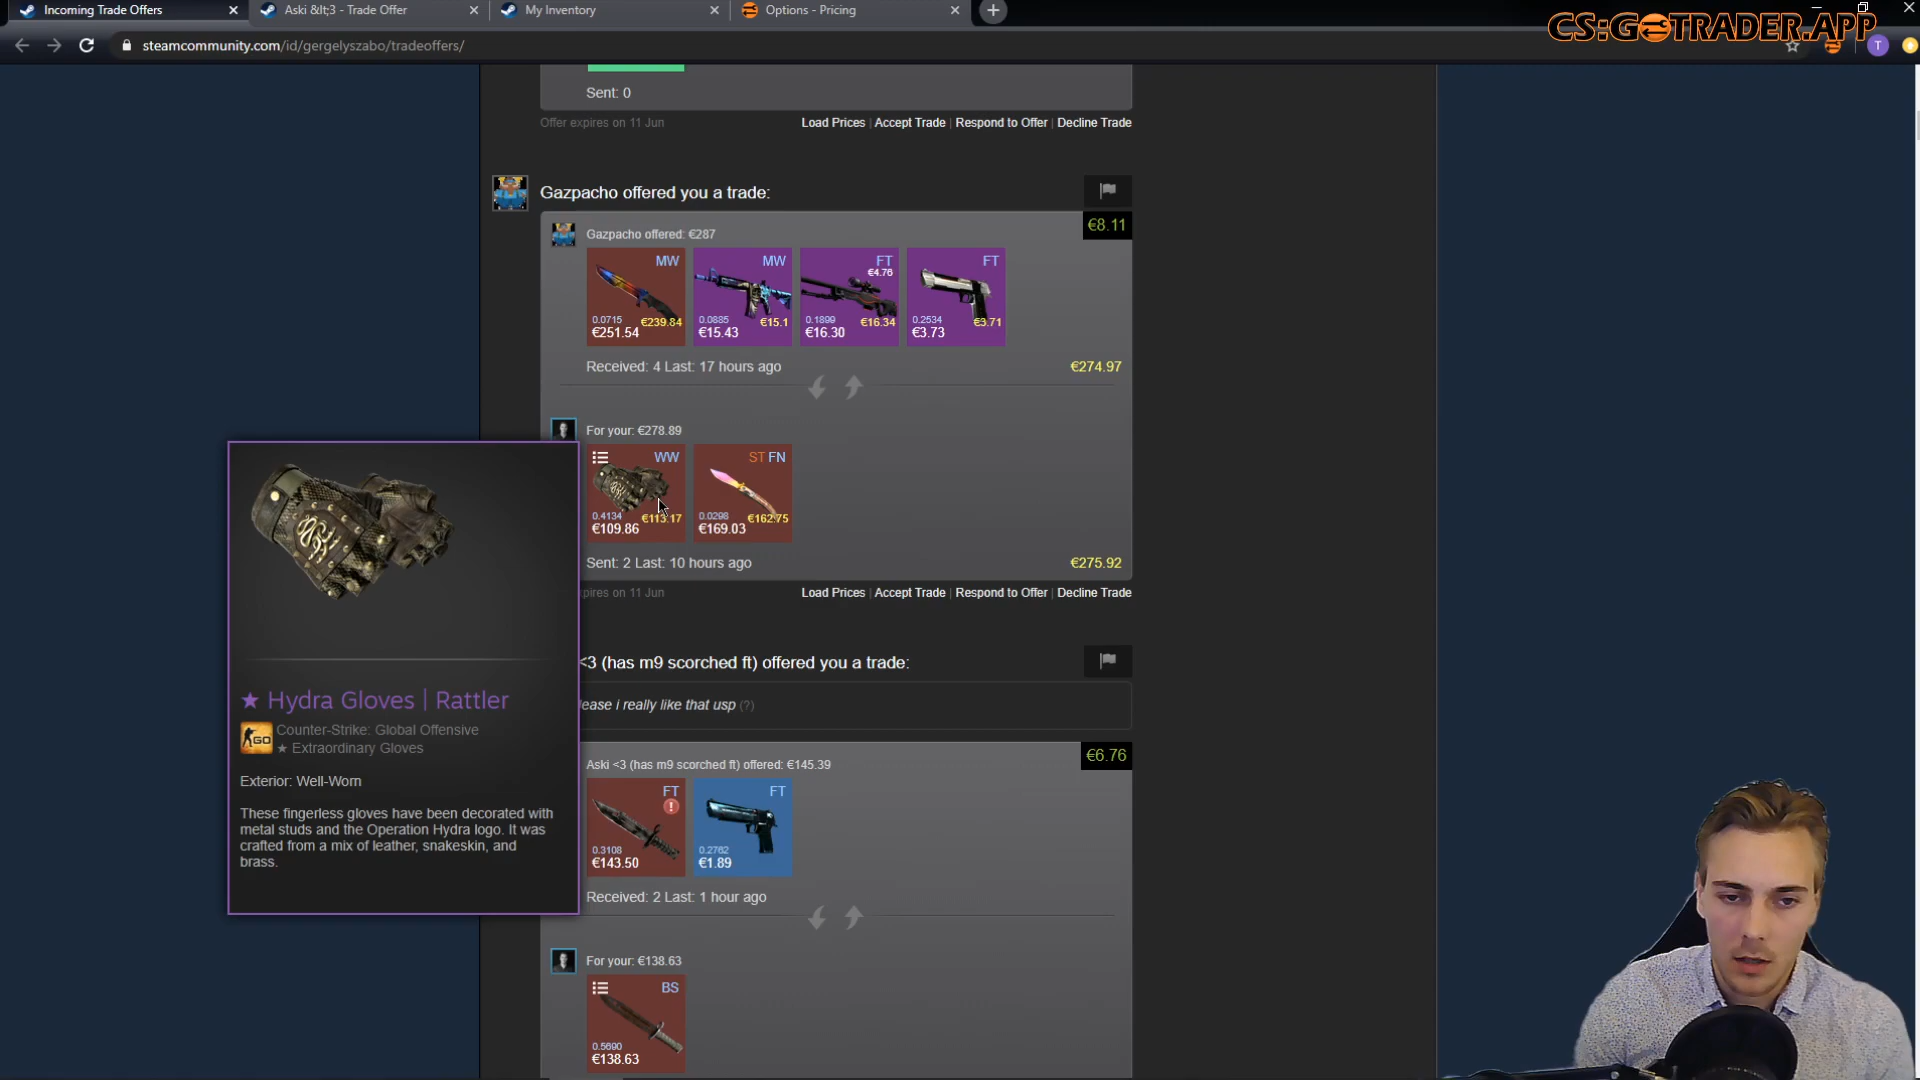 Incoming Trade Offers
Aski &lt;3 - Trade Offer
My Inventory
Options - Pricing
CS:GOTRADER.APP
steamcommunity.com/id/gergelyszabo/tradeoffers/
T
Sent: 0
Offer expires on 11 Jun
Load Prices | Accept Trade | Respond to Offer | Decline Trade
Gazpacho offered you a trade:
€8.11
Gazpacho offered: €287
MW
0.0715
€239.84
€251.54
MW
0.0885
€15.1
€15.43
FT
€4.76
0.1899
€16.34
€16.30
FT
0.2534
€3.71
€3.73
Received: 4 Last: 17 hours ago
€274.97
For your: €278.89
WW
0.4134
€113.17
€109.86
ST FN
0.0298
€162.75
€169.03
Sent: 2 Last: 10 hours ago
€275.92
pires on 11 Jun
Load Prices | Accept Trade | Respond to Offer | Decline Trade
★ Hydra Gloves | Rattler
GO
Counter-Strike: Global Offensive
★ Extraordinary Gloves
Exterior: Well-Worn
These fingerless gloves have been decorated with
metal studs and the Operation Hydra logo. It was
crafted from a mix of leather, snakeskin, and
brass.
<3 (has m9 scorched ft) offered you a trade:
lease i really like that usp (?)
€6.76
Aski <3 (has m9 scorched ft) offered: €145.39
FT
0.3108
€143.50
FT
0.2762
€1.89
Received: 2 Last: 1 hour ago
For your: €138.63
BS
0.5690
€138.63